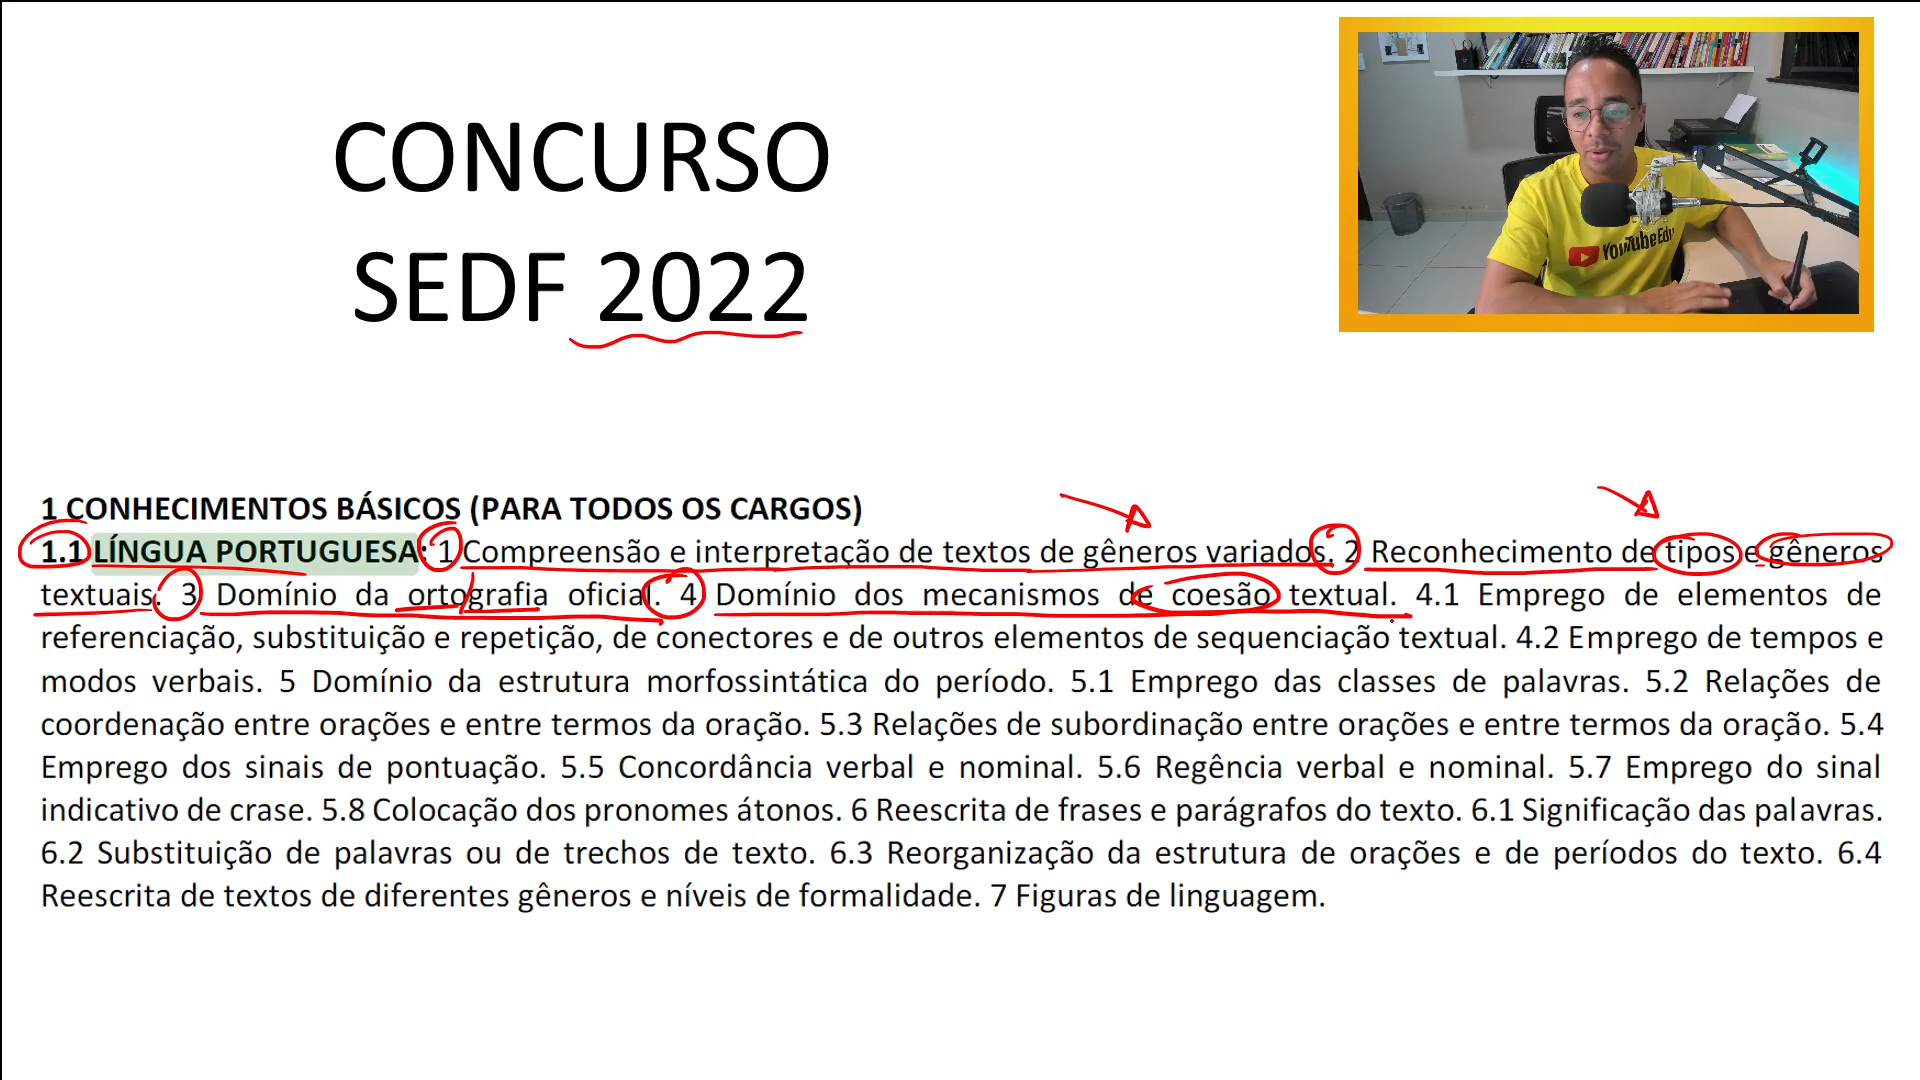 CONCURSO
SEDF 2022
YouTube Edu
1 CONHECIMENTOS BÁSICOS (PARA TODOS OS CARGOS)
1.1 LÍNGUA PORTUGUESA: 1 Compreensão e interpretação de textos de gêneros variados. 2 Reconhecimento de tipos e gêneros
textuais. 3 Domínio da ortografia oficial. 4 Domínio dos mecanismos de coesão textual. 4.1 Emprego de elementos de
referenciação, substituição e repetição, de conectores e de outros elementos de sequenciação textual. 4.2 Emprego de tempos e
modos verbais. 5 Domínio da estrutura morfossintática do período. 5.1 Emprego das classes de palavras. 5.2 Relações de
coordenação entre orações e entre termos da oração. 5.3 Relações de subordinação entre orações e entre termos da oração. 5.4
Emprego dos sinais de pontuação. 5.5 Concordância verbal e nominal. 5.6 Regência verbal e nominal. 5.7 Emprego do sinal
indicativo de crase. 5.8 Colocação dos pronomes átonos. 6 Reescrita de frases e parágrafos do texto. 6.1 Significação das palavras.
6.2 Substituição de palavras ou de trechos de texto. 6.3 Reorganização da estrutura de orações e de períodos do texto. 6.4
Reescrita de textos de diferentes gêneros e níveis de formalidade. 7 Figuras de linguagem.